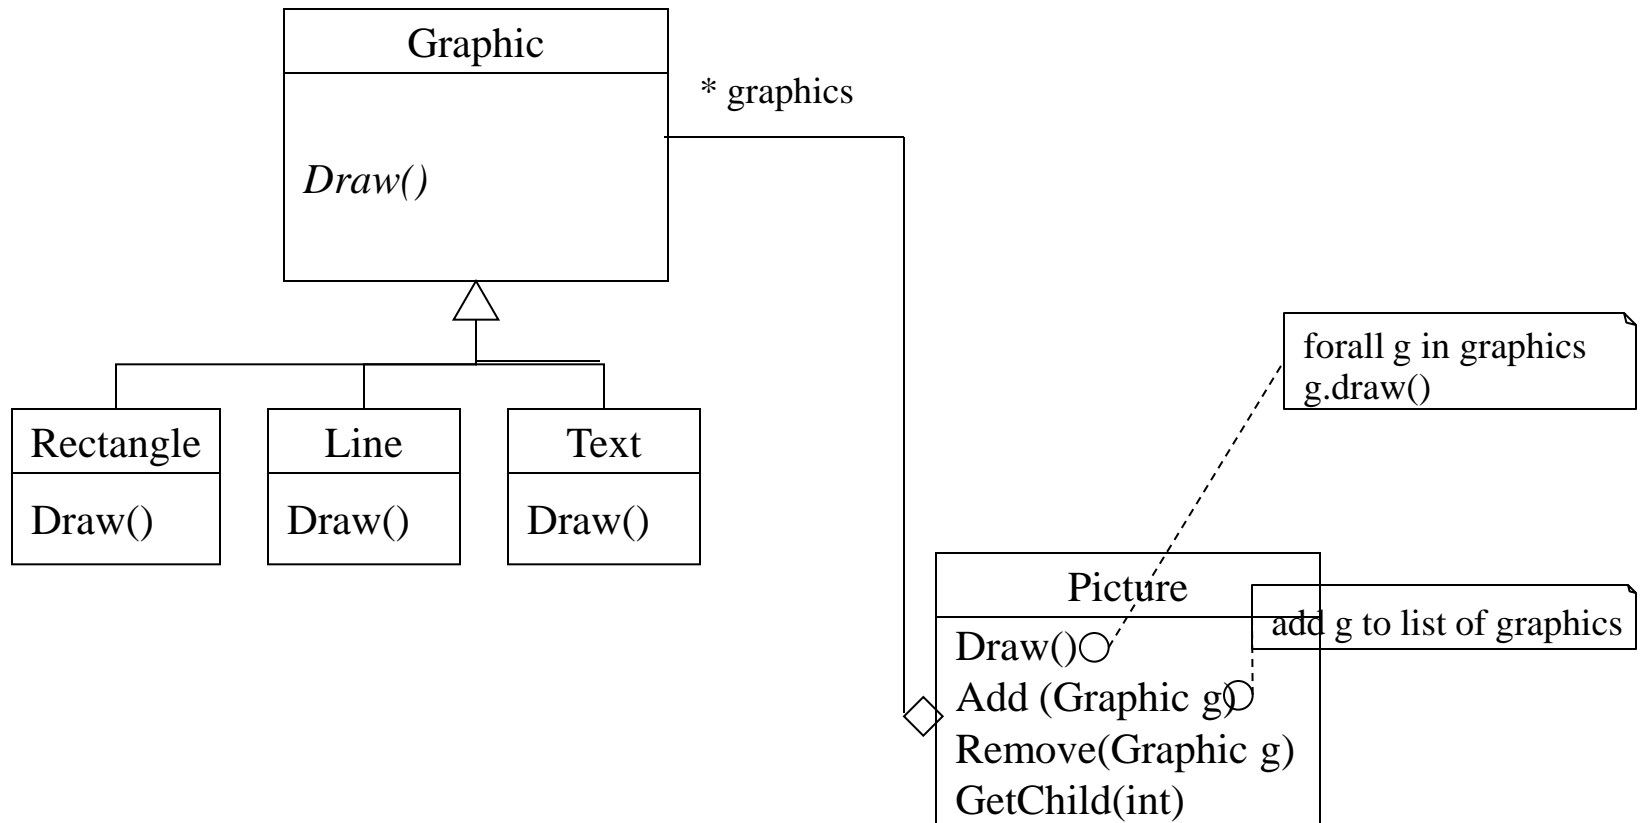 Graphic
* graphics
Draw()
forall g in graphics
g.draw()
Rectangle
Line
Text
Draw()
Draw()
Draw()
Picture
add g to list of graphics
Draw()
Add (Graphic g)
Remove(Graphic g)
GetChild(int)